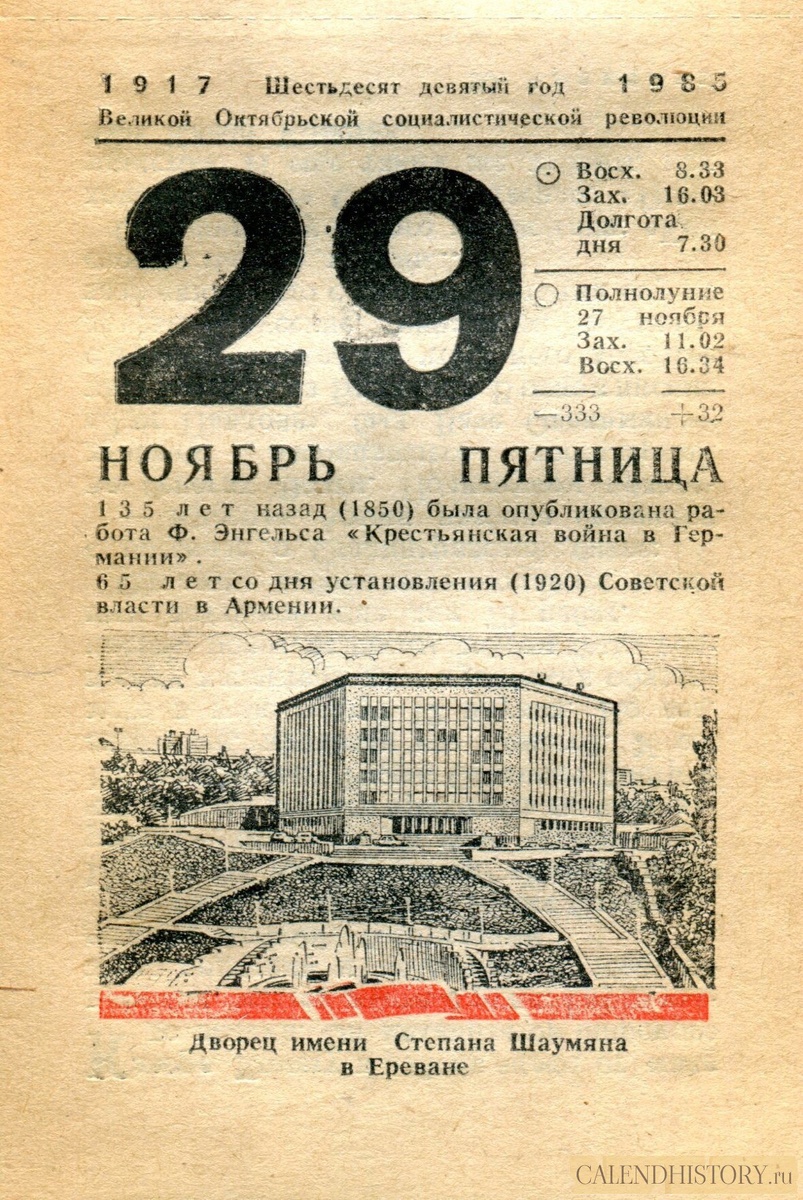 1917 Шестьдесят девятый год 1985
Великой Октябрьской социалистической революции
29
Восх. 8.33
Зах. 16.03
Долгота
дня 7.30
Полнолуние
27 ноября
Зах. 11.02
Восх. 16.34
—333 +32
НОЯБРЬ ПЯТНИЦА
135 лет назад (1850) была опубликована ра-
бота Ф. Энгельса «Крестьянская война в Гер-
мании».
65 лет со дня установления (1920) Советской
власти в Армении.
Дворец имени Степана Шаумяна
в Ереване
CALENDHISTORY.ru